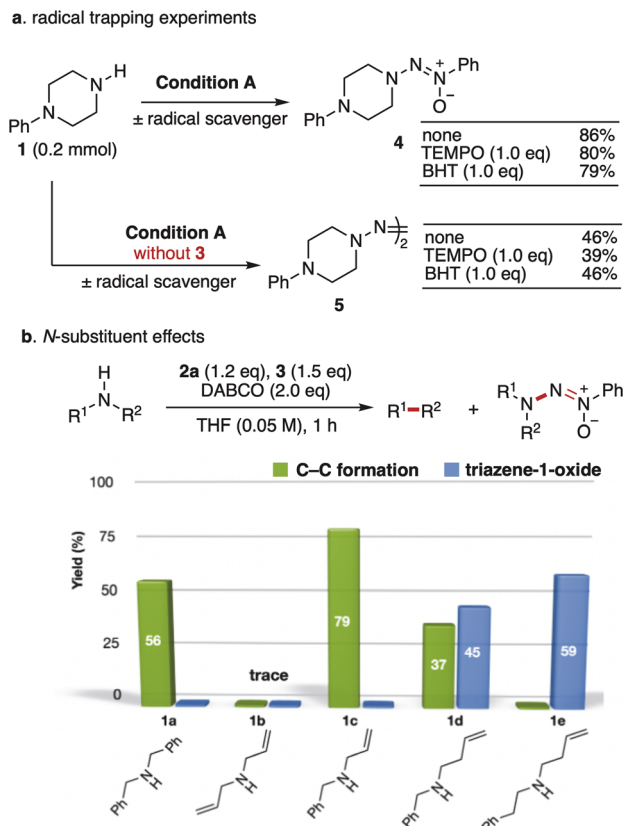 a. radical trapping experiments
H
N
N
Ph
1 (0.2 mmol)
Condition A
± radical scavenger
N
N
N
+
Ph
O
−
N
Ph
4
none 86%
TEMPO (1.0 eq) 80%
BHT (1.0 eq) 79%
Condition A
without 3
± radical scavenger
N
N
)2
N
Ph
5
none 46%
TEMPO (1.0 eq) 39%
BHT (1.0 eq) 46%
b. N-substituent effects
H
N
R1 R2
2a (1.2 eq), 3 (1.5 eq)
DABCO (2.0 eq)
THF (0.05 M), 1 h
R1–R2
+
R1
N
N
N
+
Ph
R2
O
−
C–C formation triazene-1-oxide
Yield (%)
100
75
50
25
0
56
trace
79
37
45
59
1a 1b 1c 1d 1e
Ph
N
H
Ph
N
H
N
H
Ph
N
H
Ph
N
H
Ph